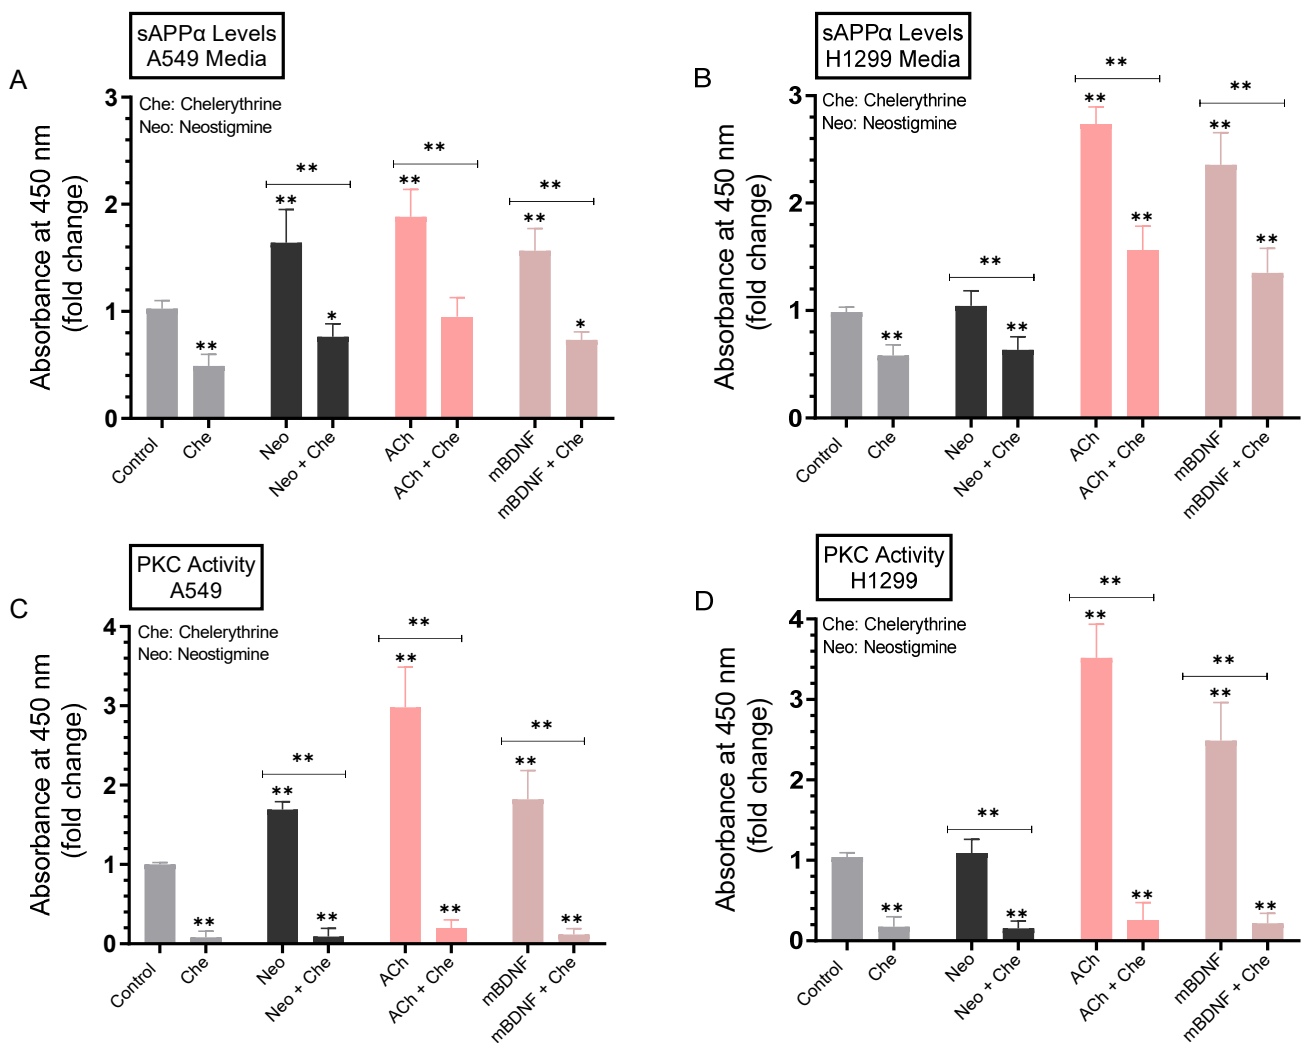 A
sAPPα Levels
A549 Media
Che: Chelerythrine
Neo: Neostigmine
Absorbance at 450 nm
(fold change)
3
2
1
0
**
**
**
*
**
**
**
**
*
Control
Che
Neo
Neo + Che
ACh
ACh + Che
mBDNF
mBDNF + Che
B
sAPPα Levels
H1299 Media
Che: Chelerythrine
Neo: Neostigmine
Absorbance at 450 nm
(fold change)
3
2
1
0
**
**
**
**
**
**
**
**
**
Control
Che
Neo
Neo + Che
ACh
ACh + Che
mBDNF
mBDNF + Che
C
PKC Activity
A549
Che: Chelerythrine
Neo: Neostigmine
Absorbance at 450 nm
(fold change)
4
3
2
1
0
**
**
**
**
**
**
**
**
**
**
Control
Che
Neo
Neo + Che
ACh
ACh + Che
mBDNF
mBDNF + Che
D
PKC Activity
H1299
Che: Chelerythrine
Neo: Neostigmine
Absorbance at 450 nm
(fold change)
4
3
2
1
0
**
**
**
**
**
**
**
**
**
Control
Che
Neo
Neo + Che
ACh
ACh + Che
mBDNF
mBDNF + Che